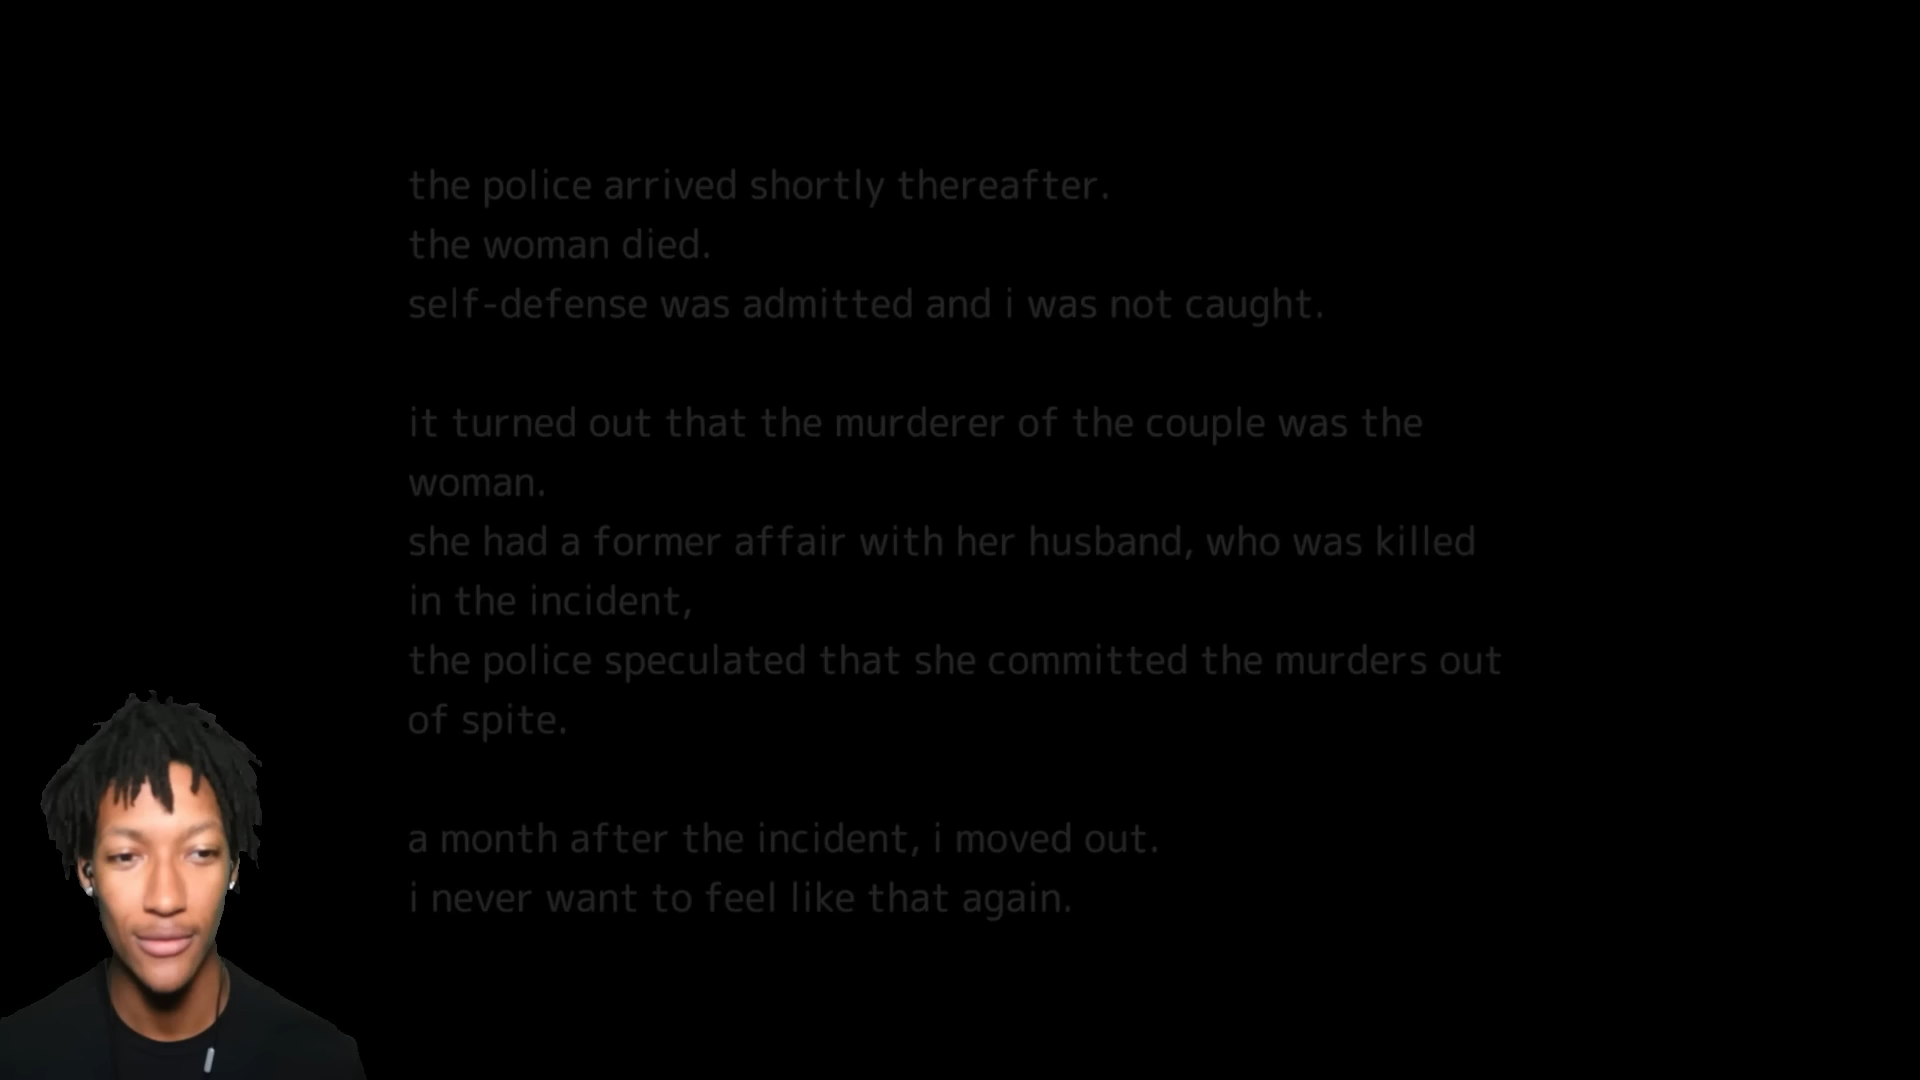 the police arrived shortly thereafter.
the woman died.
self-defense was admitted and i was not caught.
it turned out that the murderer of the couple was the
woman.
she had a former affair with her husband, who was killed
in the incident,
the police speculated that she committed the murders out
of spite.
a month after the incident, i moved out.
i never want to feel like that again.